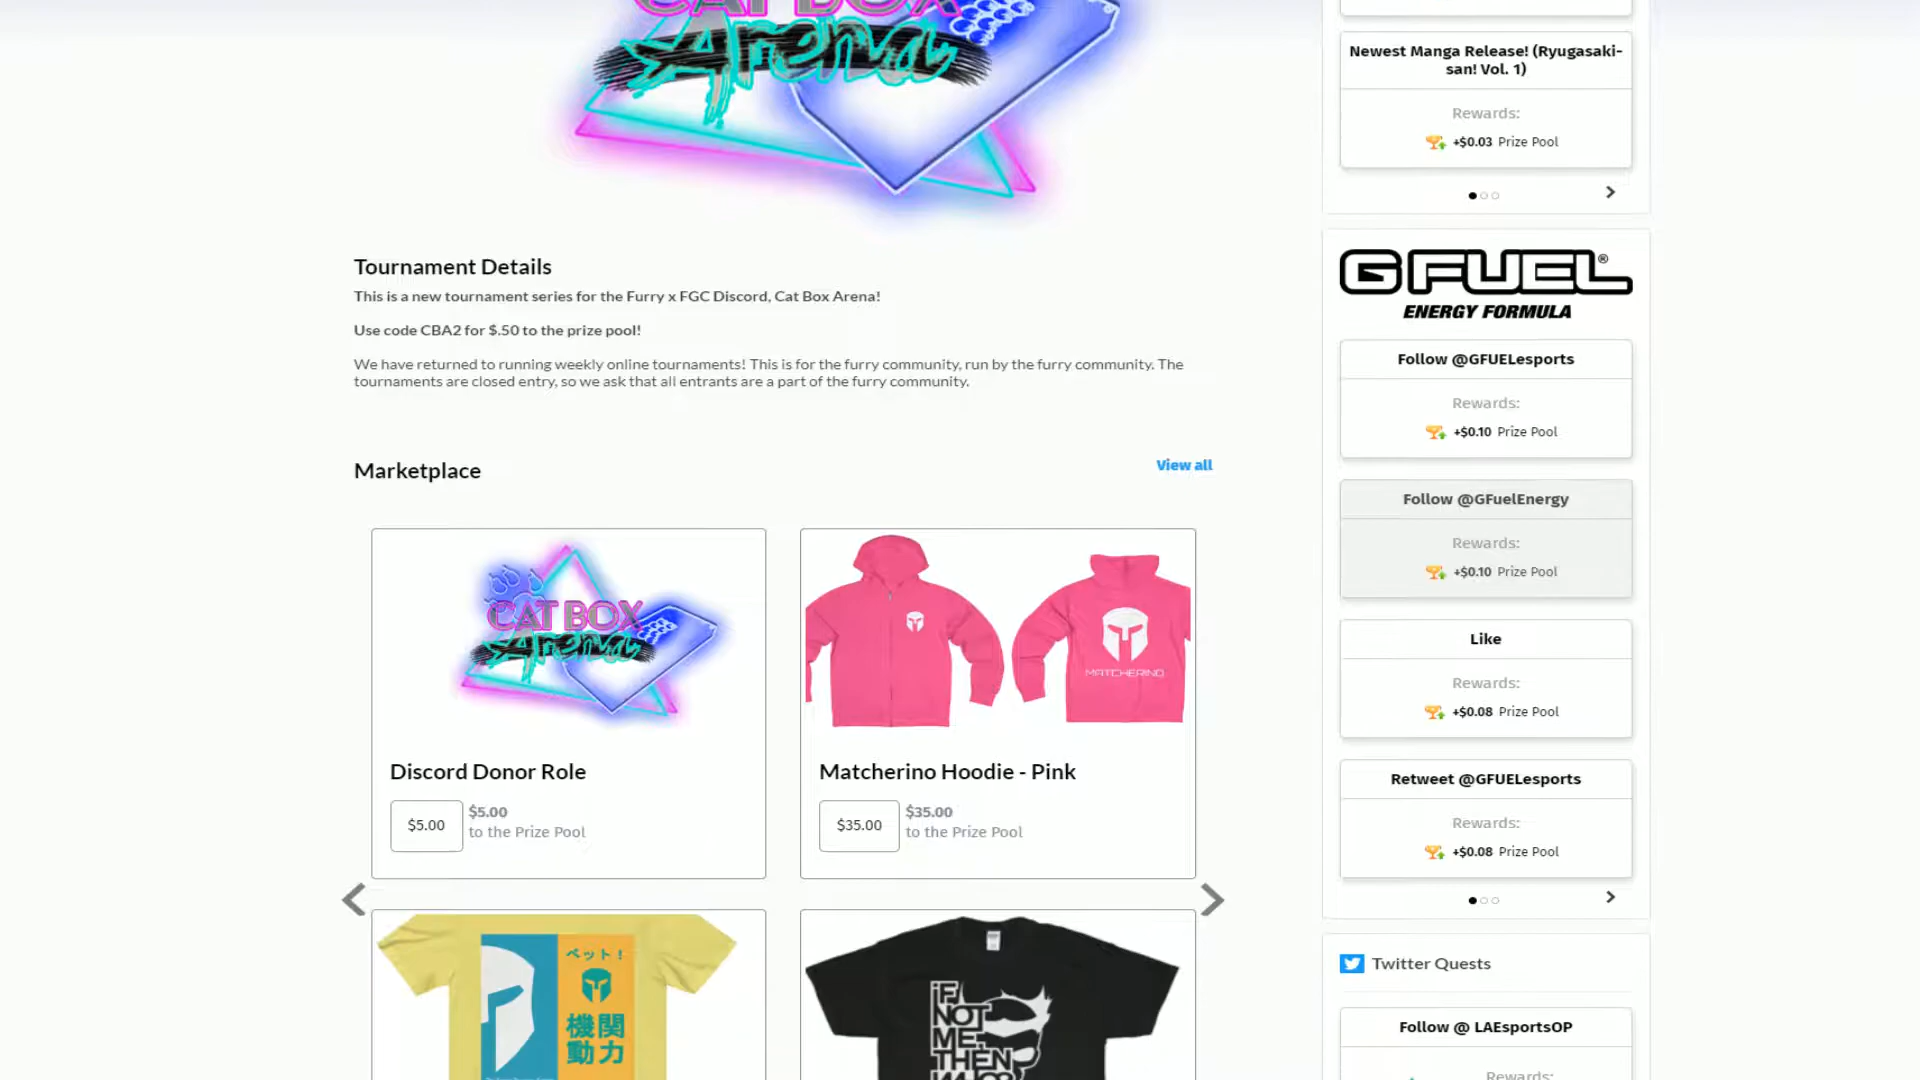 CAT BOX
Arena
Tournament Details
This is a new tournament series for the Furry x FGC Discord, Cat Box Arena!
Use code CBA2 for $.50 to the prize pool!
We have returned to running weekly online tournaments! This is for the furry community, run by the furry community. The
tournaments are closed entry, so we ask that all entrants are a part of the furry community.
Marketplace
View all
CAT BOX
Arena
Discord Donor Role
$5.00
$5.00
to the Prize Pool
MATCHERINO
Matcherino Hoodie - Pink
$35.00
$35.00
to the Prize Pool
ペット!
機関
動力
IF
NOT
ME,
THEN
WHO?
Newest Manga Release! (Ryugasaki-
san! Vol. 1)
Rewards:
+$0.03 Prize Pool
G FUEL®
ENERGY FORMULA
Follow @GFUELesports
Rewards:
+$0.10 Prize Pool
Follow @GFuelEnergy
Rewards:
+$0.10 Prize Pool
Like
Rewards:
+$0.08 Prize Pool
Retweet @GFUELesports
Rewards:
+$0.08 Prize Pool
Twitter Quests
Follow @ LAEsportsOP
Rewards: